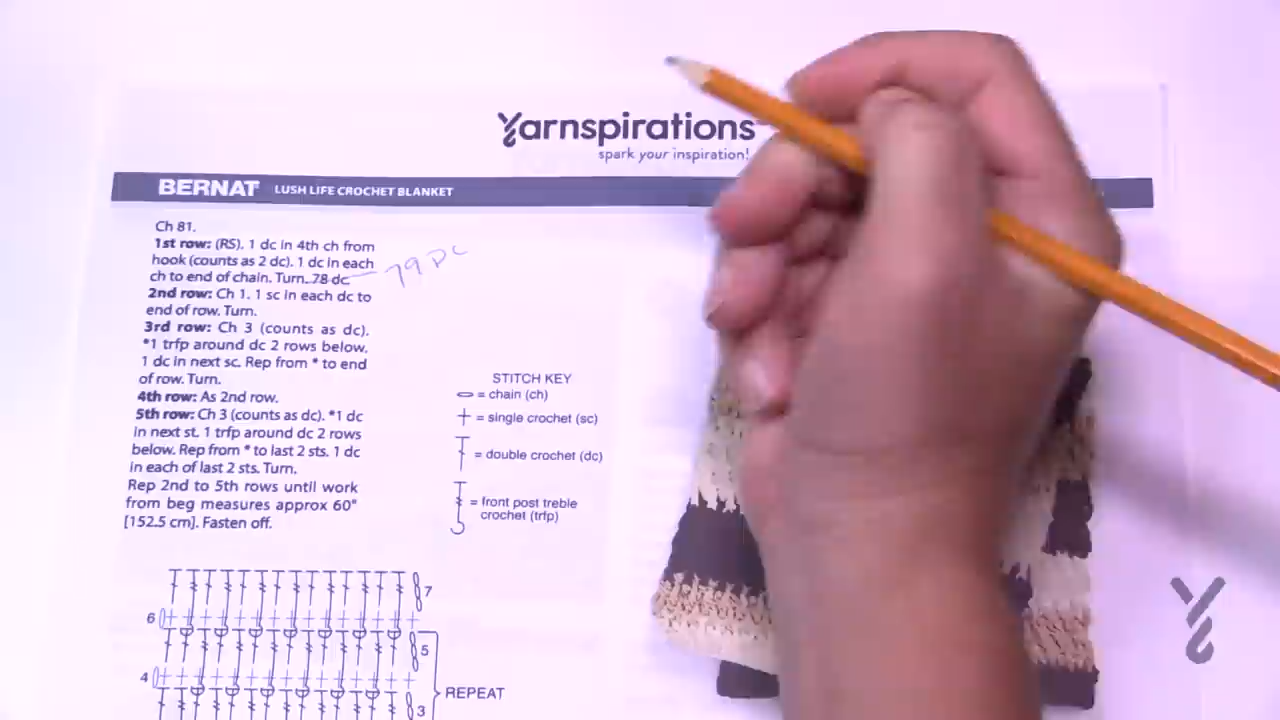 Yarnspirations
spark your inspiration!
BERNAT LUSH LIFE CROCHET BLANKET
Ch 81.
1st row: (RS). 1 dc in 4th ch from
hook (counts as 2 dc). 1 dc in each
ch to end of chain. Turn. 78 dc.
79 DC
2nd row: Ch 1. 1 sc in each dc to
end of row. Turn.
3rd row: Ch 3 (counts as dc).
*1 trfp around dc 2 rows below,
1 dc in next sc. Rep from * to end
of row. Turn.
4th row: As 2nd row.
5th row: Ch 3 (counts as dc). *1 dc
in next st. 1 trfp around dc 2 rows
below. Rep from * to last 2 sts. 1 dc
in each of last 2 sts. Turn.
Rep 2nd to 5th rows until work
from beg measures approx 60"
[152.5 cm]. Fasten off.
STITCH KEY
= chain (ch)
= single crochet (sc)
= double crochet (dc)
= front post treble
crochet (trfp)
7
6
5
4
REPEAT
3